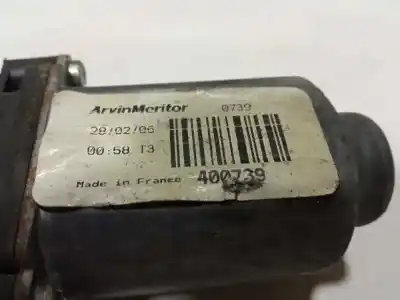 ArvinMeritor 0739
28/02/06
00:58 T3
Made in France 400739